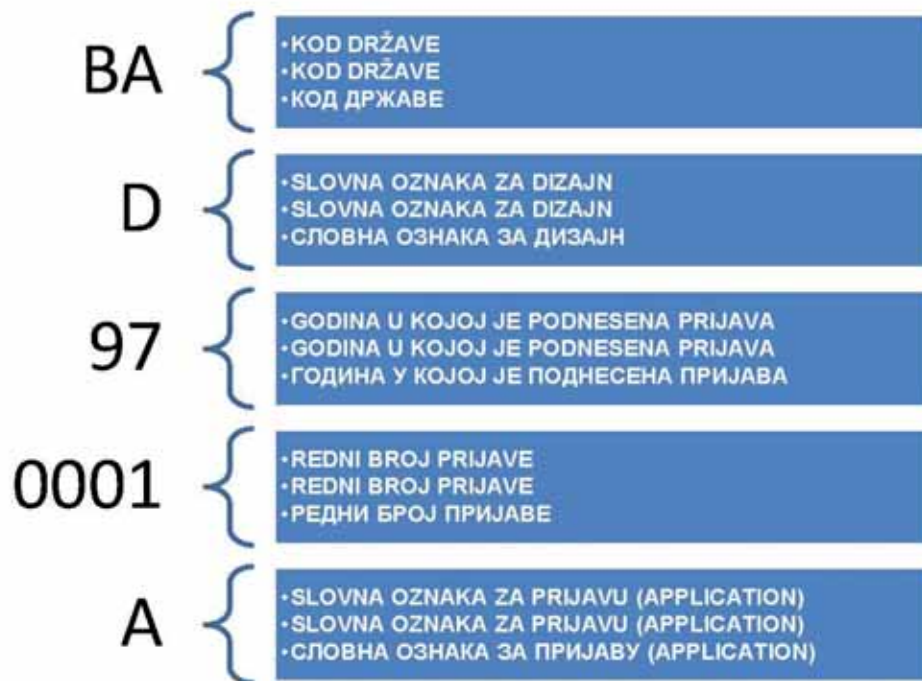 BA
•KOD DRŽAVE
•KOD DRŽAVE
•КОД ДРЖАВЕ
D
•SLOVNA OZNAKA ZA DIZAJN
•SLOVNA OZNAKA ZA DIZAJN
•СЛОВНА ОЗНАКА ЗА ДИЗАЈН
97
•GODINA U KOJOJ JE PODNESENA PRIJAVA
•GODINA U KOJOJ JE PODNESENA PRIJAVA
•ГОДИНА У КОЈОЈ ЈЕ ПОДНЕСЕНА ПРИЈАВА
0001
•REDNI BROJ PRIJAVE
•REDNI BROJ PRIJAVE
•РЕДНИ БРОЈ ПРИЈАВЕ
A
•SLOVNA OZNAKA ZA PRIJAVU (APPLICATION)
•SLOVNA OZNAKA ZA PRIJAVU (APPLICATION)
•СЛОВНА ОЗНАКА ЗА ПРИЈАВУ (APPLICATION)